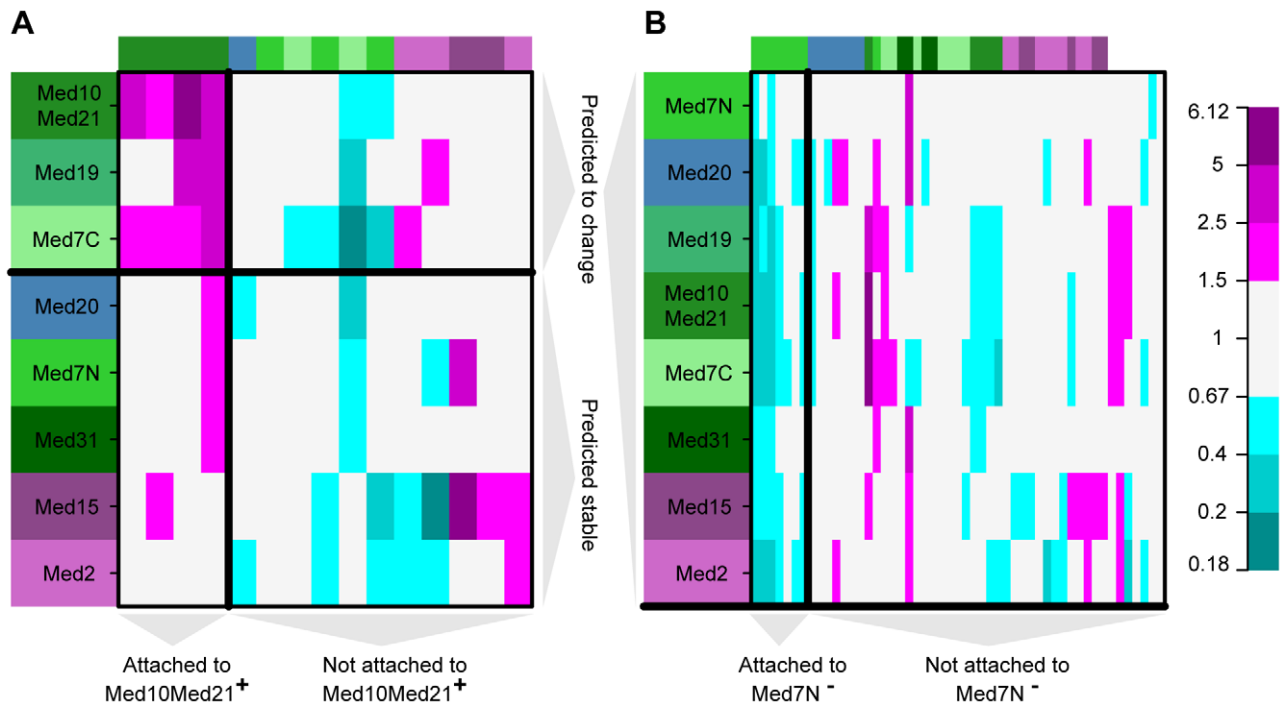 A
Med10
Med21
Med19
Med7C
Med20
Med7N
Med31
Med15
Med2
Predicted to change
Predicted stable
Attached to
Med10Med21+
Not attached to
Med10Med21+
B
Med7N
Med20
Med19
Med10
Med21
Med7C
Med31
Med15
Med2
Attached to
Med7N -
Not attached to
Med7N -
6.12
5
2.5
1.5
1
0.67
0.4
0.2
0.18